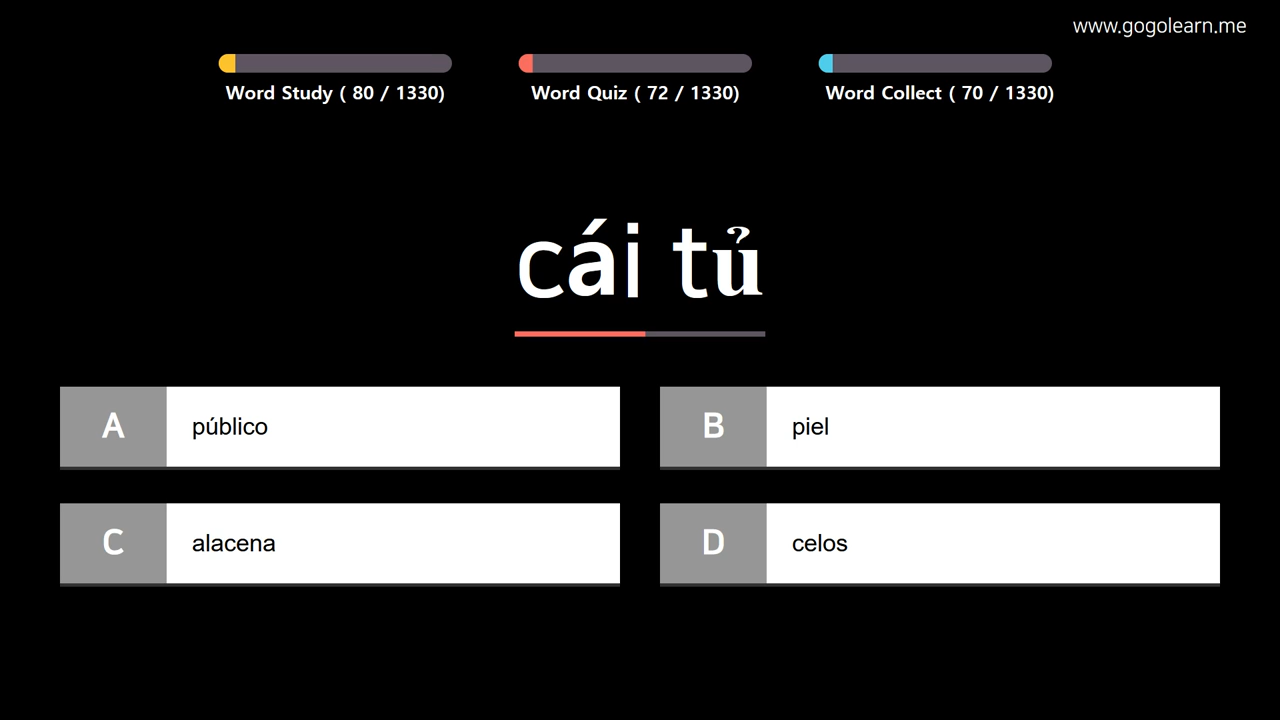 www.gogolearn.me
Word Study ( 80 / 1330)
Word Quiz ( 72 / 1330)
Word Collect ( 70 / 1330)
cái tủ
A
público
B
piel
C
alacena
D
celos